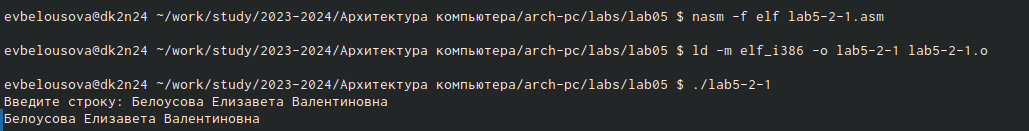 evbelousova@dk2n24 ~/work/study/2023-2024/Архитектура компьютера/arch-pc/labs/lab05 $ nasm -f elf lab5-2-1.asm
evbelousova@dk2n24 ~/work/study/2023-2024/Архитектура компьютера/arch-pc/labs/lab05 $ ld -m elf_i386 -o lab5-2-1 lab5-2-1.o
evbelousova@dk2n24 ~/work/study/2023-2024/Архитектура компьютера/arch-pc/labs/lab05 $ ./lab5-2-1
Введите строку: Белоусова Елизавета Валентиновна
Белоусова Елизавета Валентиновна